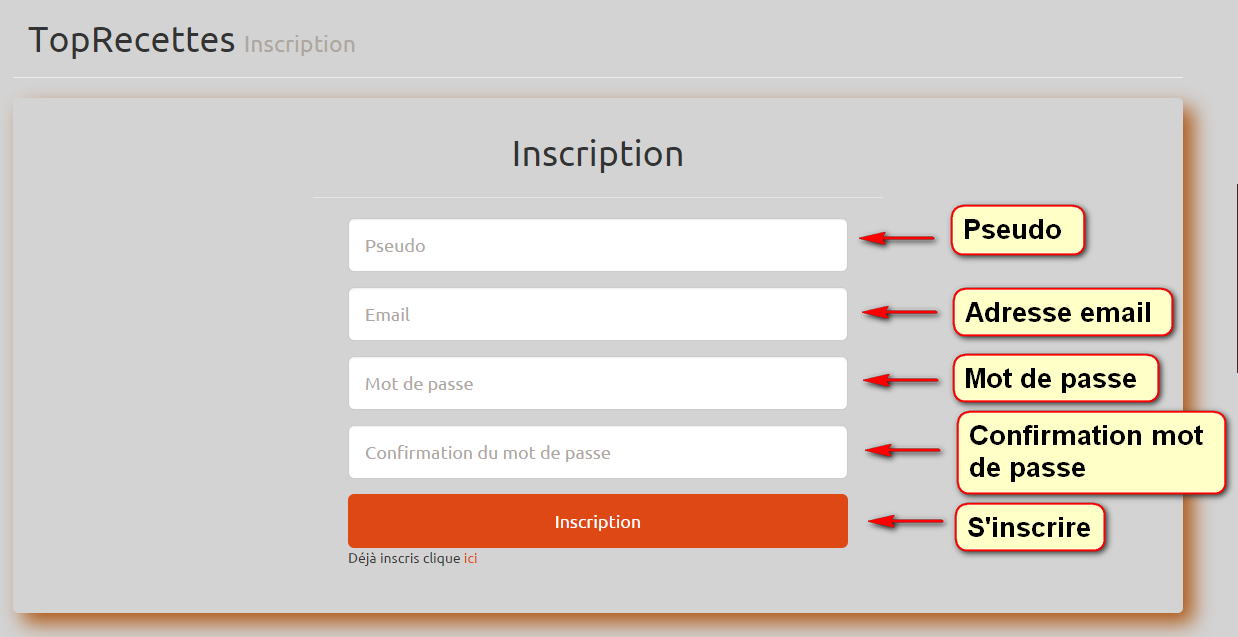 TopRecettes Inscription
Inscription
Pseudo
Pseudo
Email
Adresse email
Mot de passe
Mot de passe
Confirmation du mot de passe
Confirmation mot
de passe
Inscription
S'inscrire
Déjà inscris clique ici